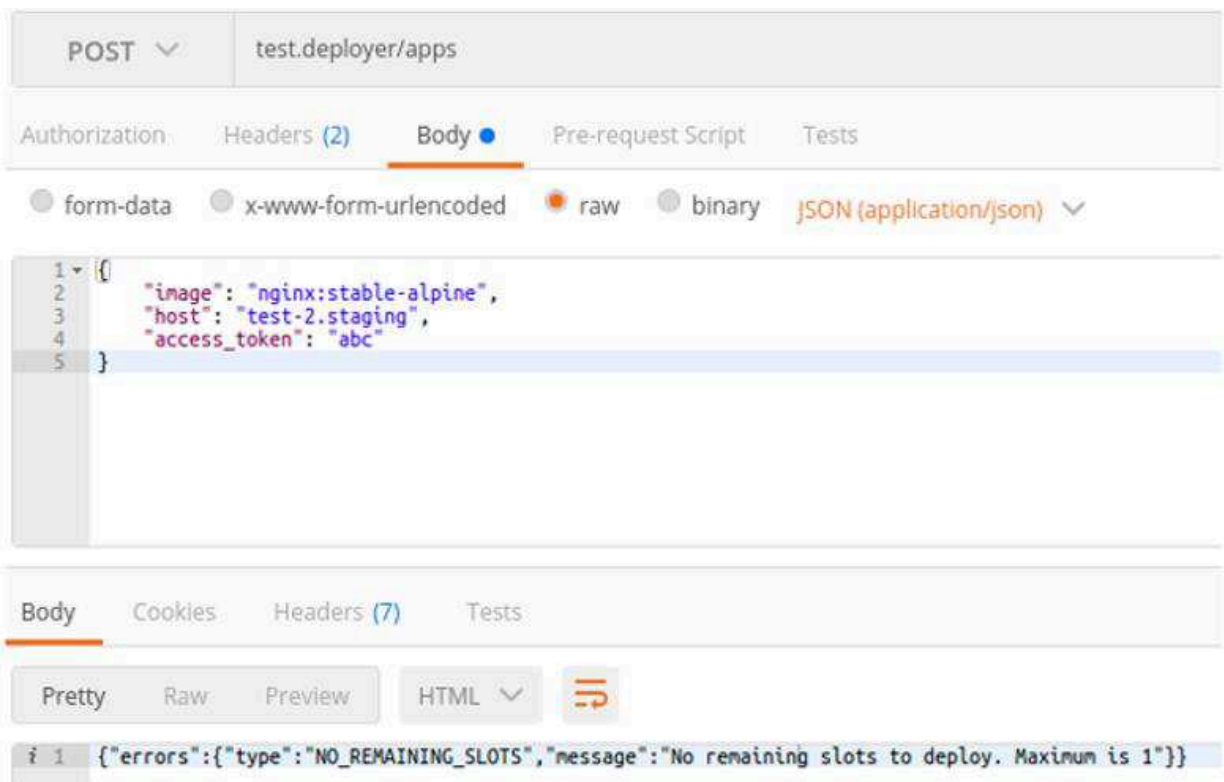 POST test.deployer/apps
Authorization Headers (2) Body Pre-request Script Tests
form-data x-www-form-urlencoded raw binary JSON (application/json)
1 {
2 "image": "nginx:stable-alpine",
3 "host": "test-2.staging",
4 "access_token": "abc"
5 }
Body Cookies Headers (7) Tests
Pretty Raw Preview HTML
i 1 {"errors":{"type":"NO_REMAINING_SLOTS","message":"No remaining slots to deploy. Maximum is 1"}}